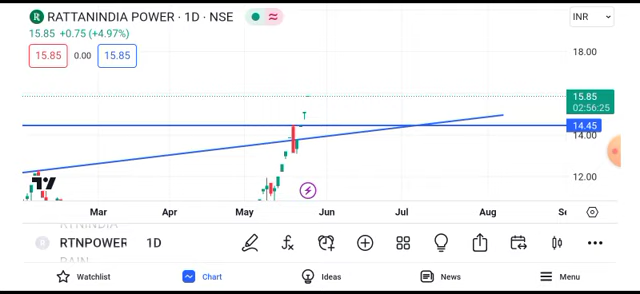 R RATTANINDIA POWER · 1D · NSE
15.85 +0.75 (+4.97%)
15.85 0.00 15.85
INR
18.00
15.85
02:56:25
14.45
14.00
12.00
Mar Apr May Jun Jul Aug Se
RTNINDIA
R RTNPOWER 1D
Watchlist Chart Ideas News Menu